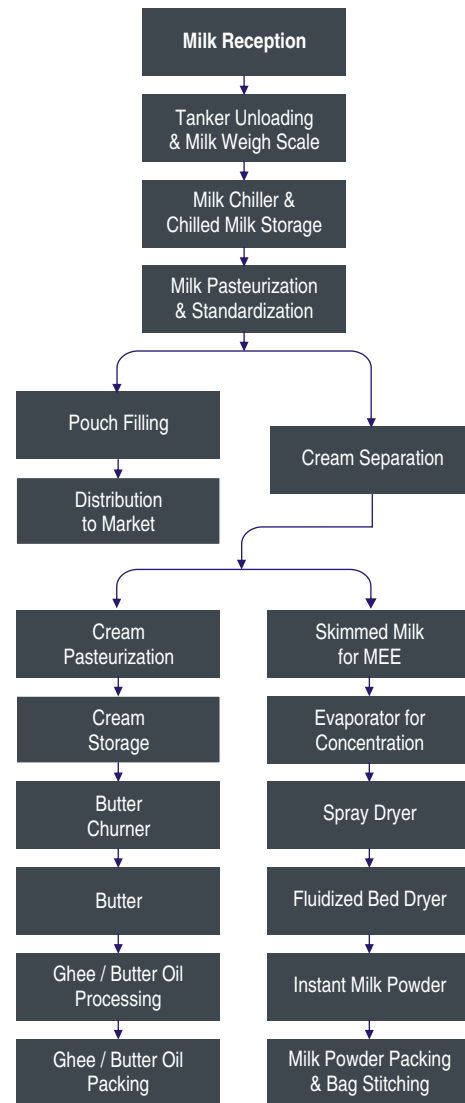 Milk Reception
Tanker Unloading
& Milk Weigh Scale
Milk Chiller &
Chilled Milk Storage
Milk Pasteurization
& Standardization
Pouch Filling
Distribution
to Market
Cream Separation
Cream
Pasteurization
Cream
Storage
Butter
Churner
Butter
Ghee / Butter Oil
Processing
Ghee / Butter Oil
Packing
Skimmed Milk
for MEE
Evaporator for
Concentration
Spray Dryer
Fluidized Bed Dryer
Instant Milk Powder
Milk Powder Packing
& Bag Stitching